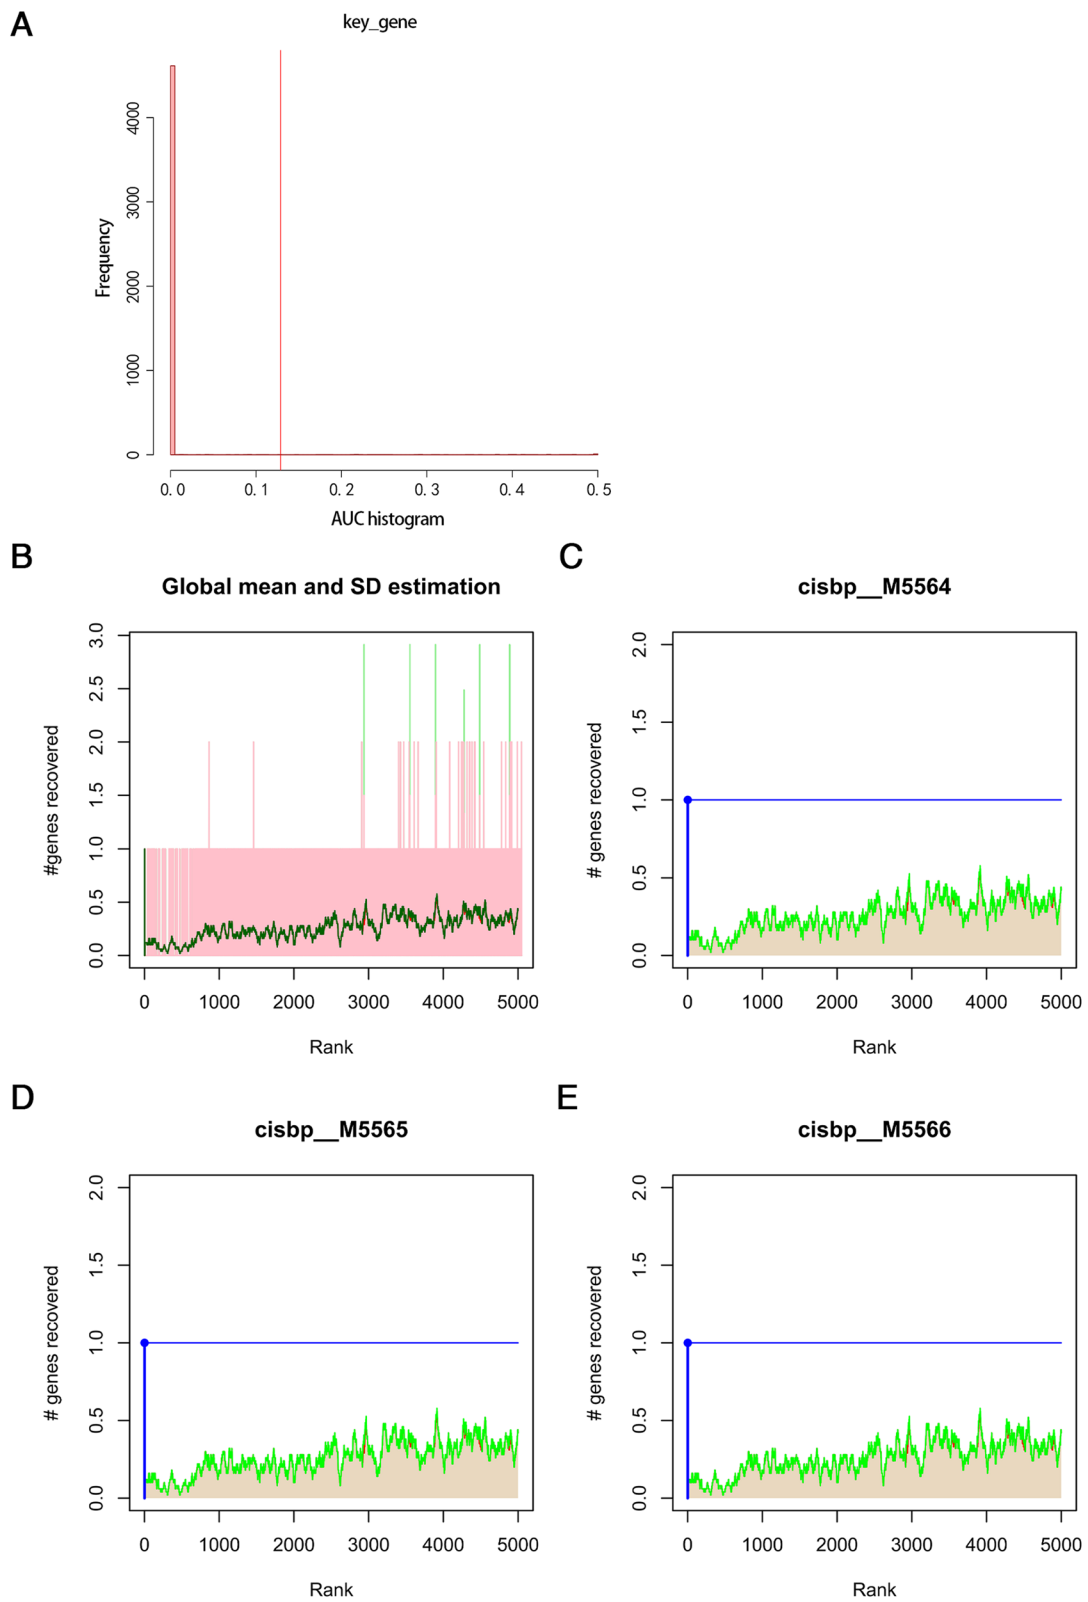 A
key_gene
Frequency
0
1000
2000
3000
4000
0.0 0.1 0.2 0.3 0.4 0.5
AUC histogram
B
Global mean and SD estimation
#genes recovered
0.0
0.5
1.0
1.5
2.0
2.5
3.0
0 1000 2000 3000 4000 5000
Rank
C
cisbp__M5564
# genes recovered
0.0
0.5
1.0
1.5
2.0
0 1000 2000 3000 4000 5000
Rank
D
cisbp__M5565
# genes recovered
0.0
0.5
1.0
1.5
2.0
0 1000 2000 3000 4000 5000
Rank
E
cisbp__M5566
# genes recovered
0.0
0.5
1.0
1.5
2.0
0 1000 2000 3000 4000 5000
Rank